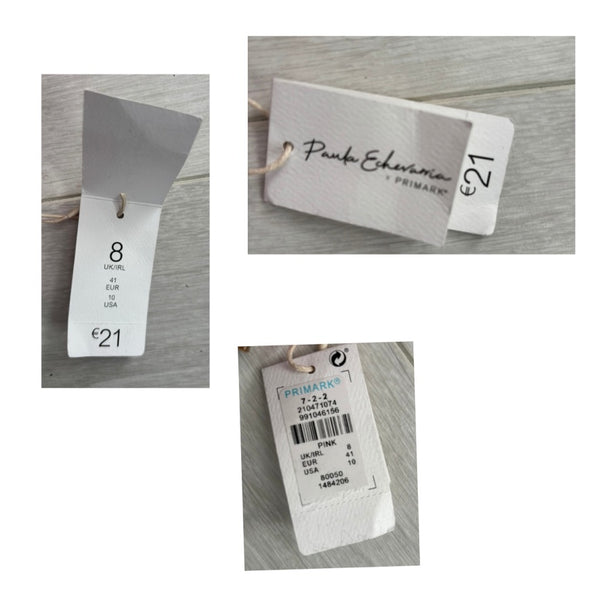 8
UK/IRL
41
EUR
10
USA
€21
Paula Echevarría
x PRIMARK®
€21
PRIMARK®
7-2-2
210471074
991046156
PINK
UK/IRL 8
EUR 41
USA 10
80050
1484206